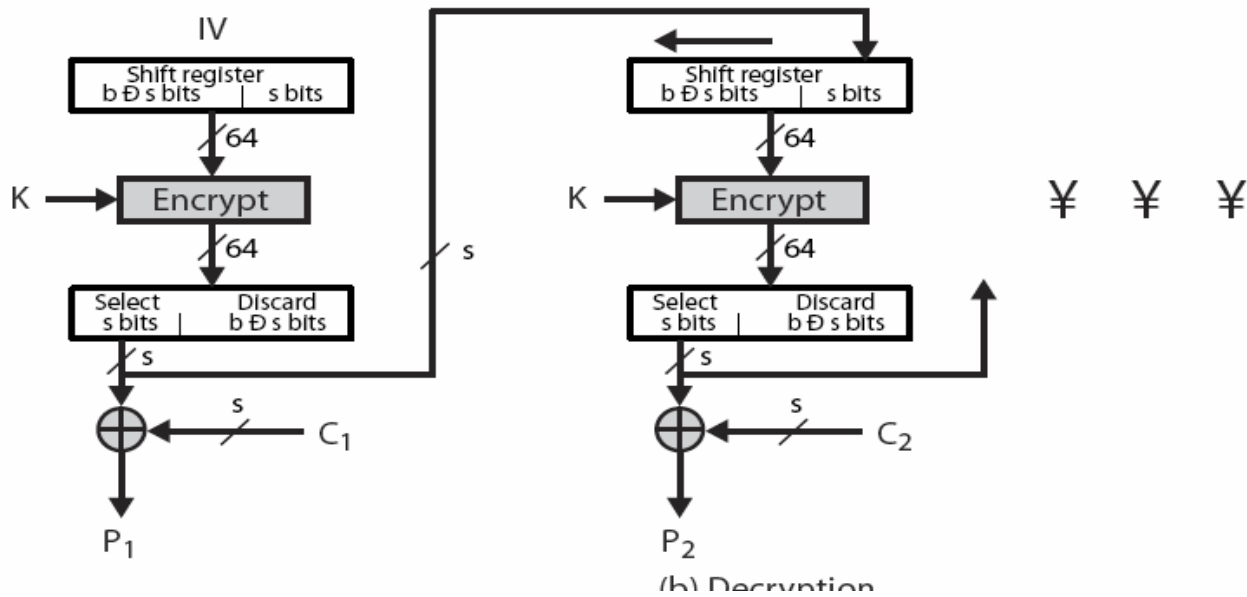 IV
Shift register
b Đ s bits | s bits
64
K
Encrypt
64
Select Discard
s bits | b Đ s bits
s
s
C1
P1
s
Shift register
b Đ s bits | s bits
64
K
Encrypt
64
Select Discard
s bits | b Đ s bits
s
s
C2
P2
¥ ¥ ¥
(b) Decryption